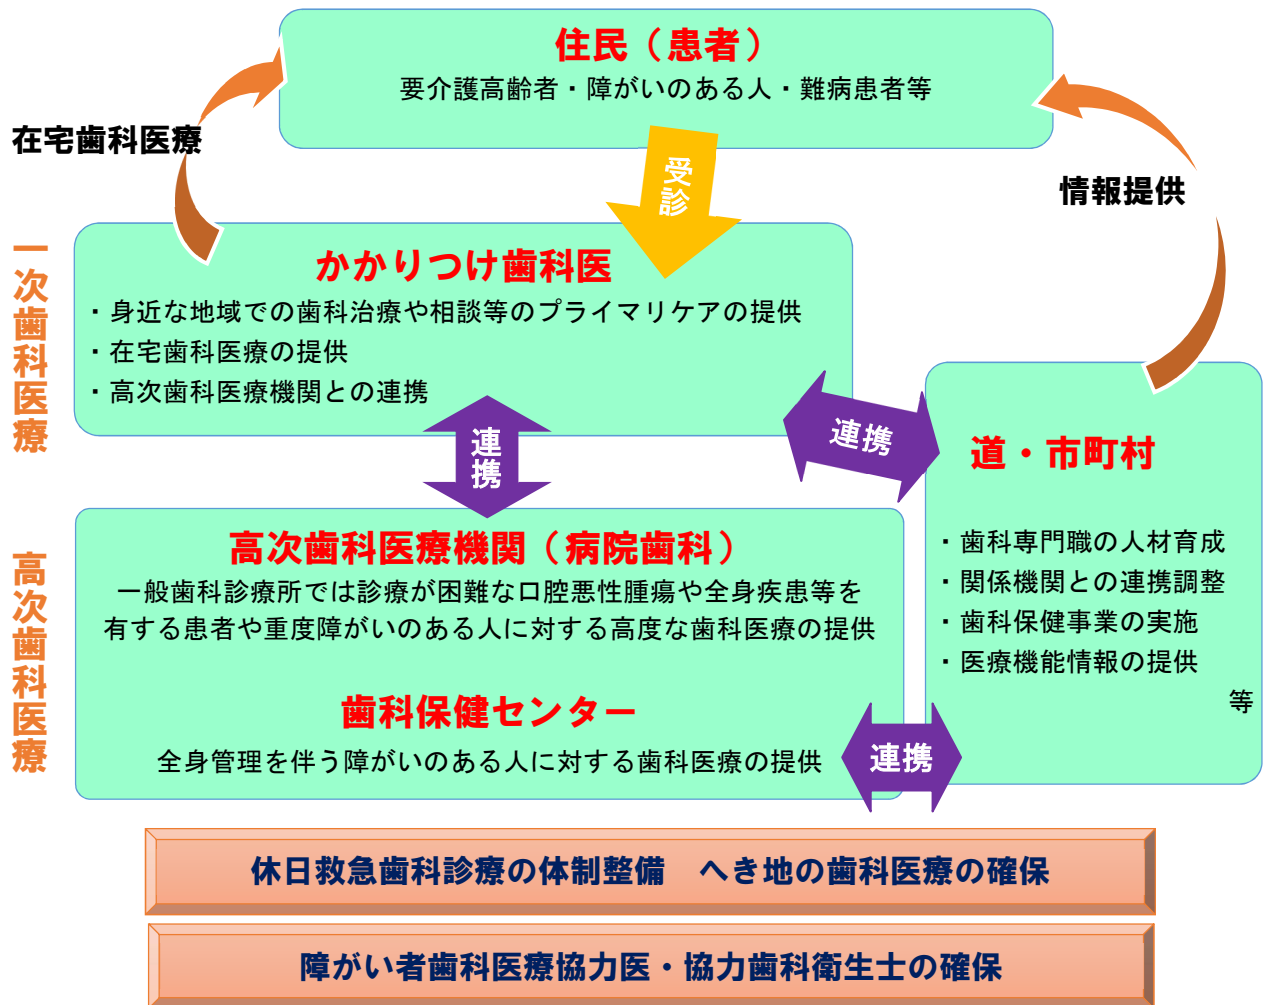 住民（患者）
要介護高齢者・障がいのある人・難病患者等
在宅歯科医療
受診
情報提供
一次歯科医療
かかりつけ歯科医
・身近な地域での歯科治療や相談等のプライマリケアの提供
・在宅歯科医療の提供
・高次歯科医療機関との連携
連携
連携
道・市町村
・歯科専門職の人材育成
・関係機関との連携調整
・歯科保健事業の実施
・医療機能情報の提供
等
高次歯科医療
高次歯科医療機関（病院歯科）
一般歯科診療所では診療が困難な口腔悪性腫瘍や全身疾患等を
有する患者や重度障がいのある人に対する高度な歯科医療の提供
歯科保健センター
全身管理を伴う障がいのある人に対する歯科医療の提供
連携
休日救急歯科診療の体制整備　へき地の歯科医療の確保
障がい者歯科医療協力医・協力歯科衛生士の確保